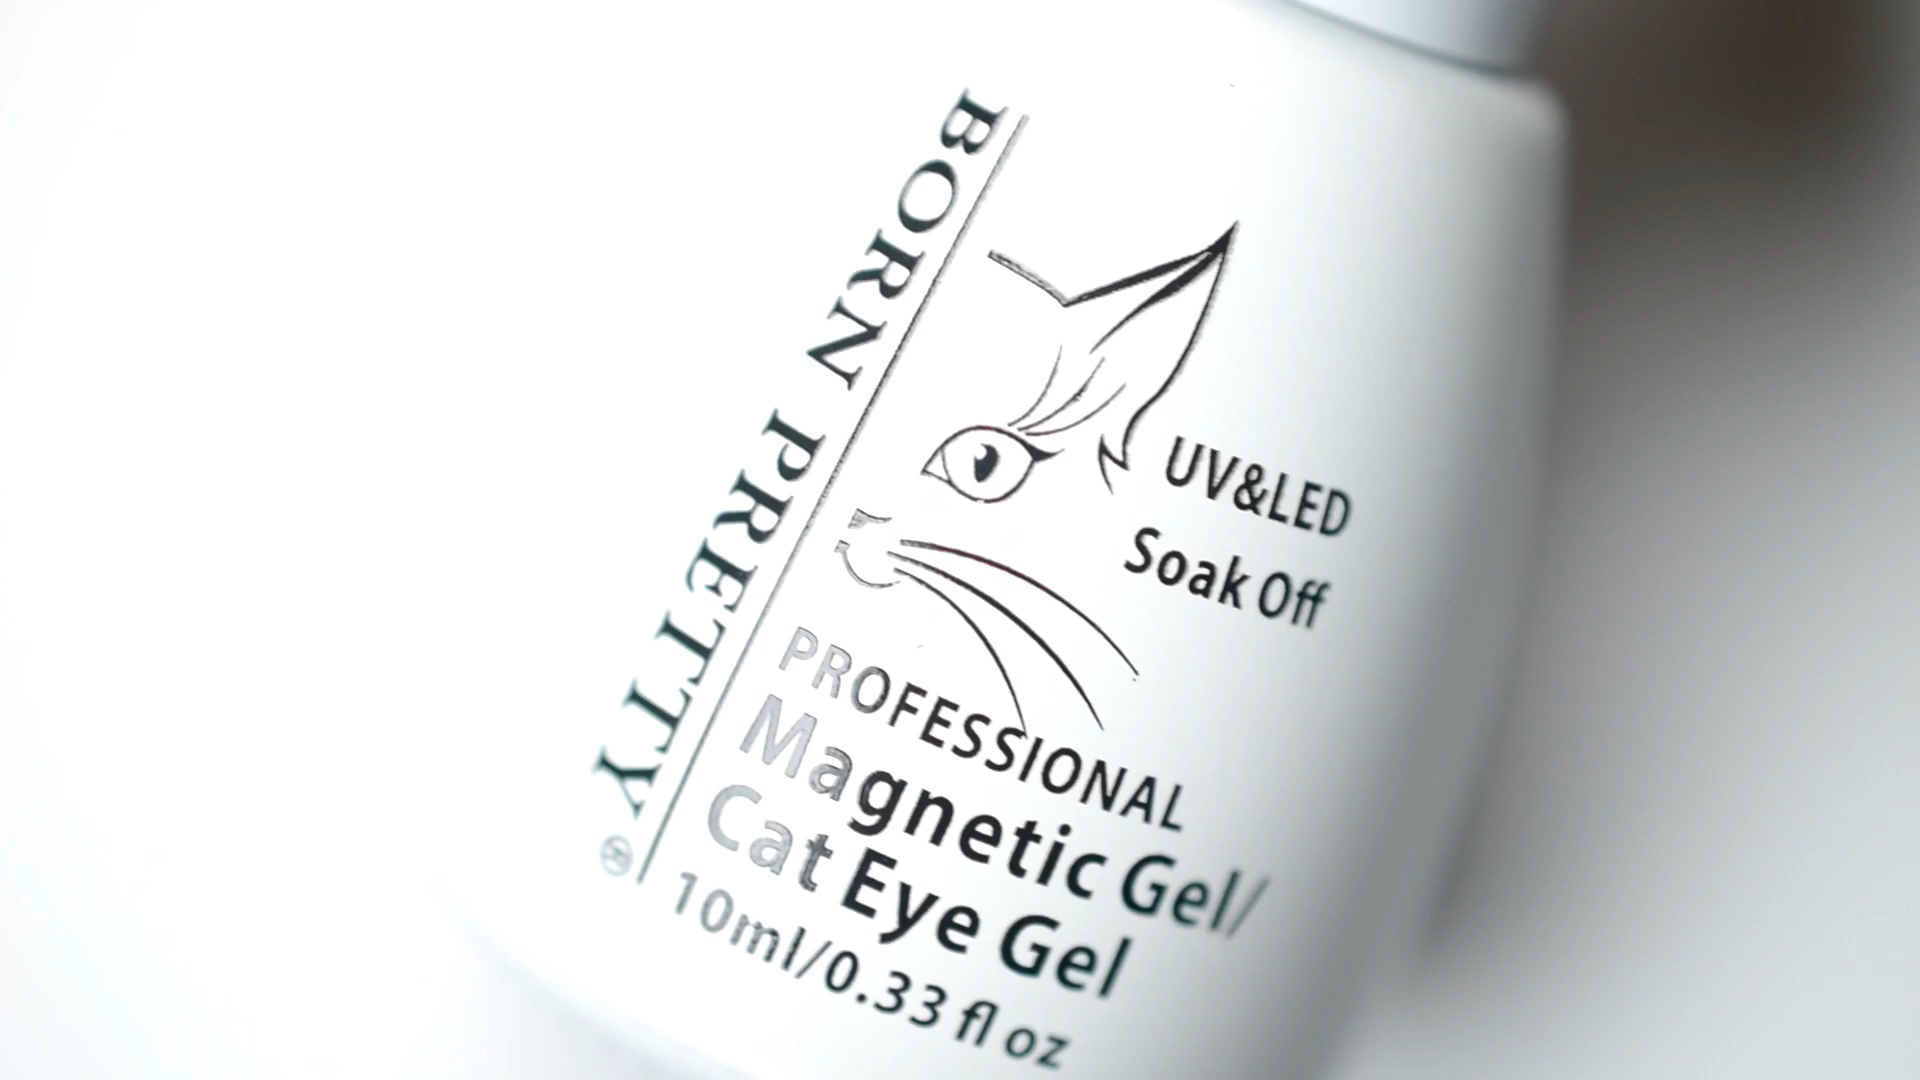 BORN PRETTY®
UV&LED
Soak Off
PROFESSIONAL
Magnetic Gel/
Cat Eye Gel
10ml/0.33 fl oz